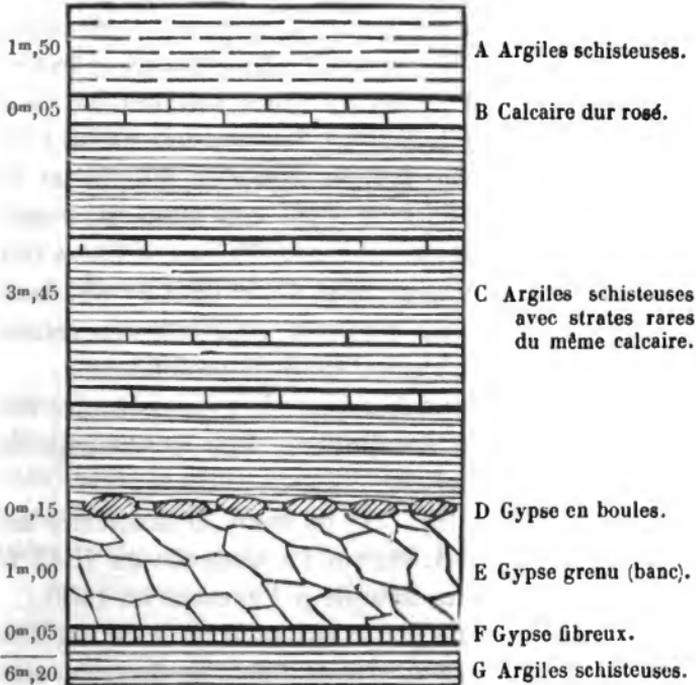 1m,50 A Argiles schisteuses.
0m,05 B Calcaire dur rosé.
3m,45 C Argiles schisteuses
avec strates rares
du même calcaire.
0m,15 D Gypse en boules.
1m,00 E Gypse grenu (banc).
0m,05 F Gypse fibreux.
6m,20 G Argiles schisteuses.